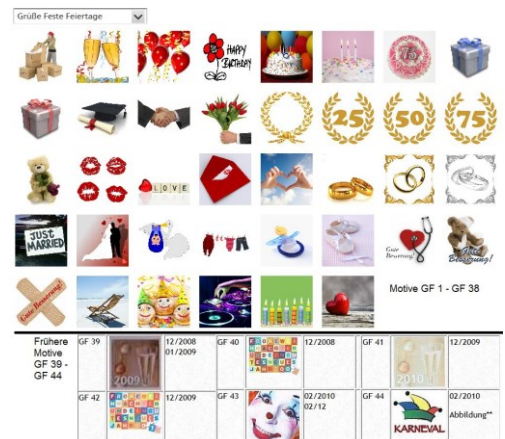 Grüße Feste Feiertage
HAPPY
BiRTHDAY
75
25
50
75
LOVE
JUST
MARRIED
Gute
Besserung!
Gute
Besserung!
Gute Besserung!
Motive GF 1 - GF 38
Frühere
Motive
GF 39 -
GF 44
GF 39
2009
12/2008
01/2009
GF 40
12/2008
GF 41
2010
12/2009
GF 42
12/2009
GF 43
02/2010
02/12
GF 44
KARNEVAL
02/2010
Abbildung**